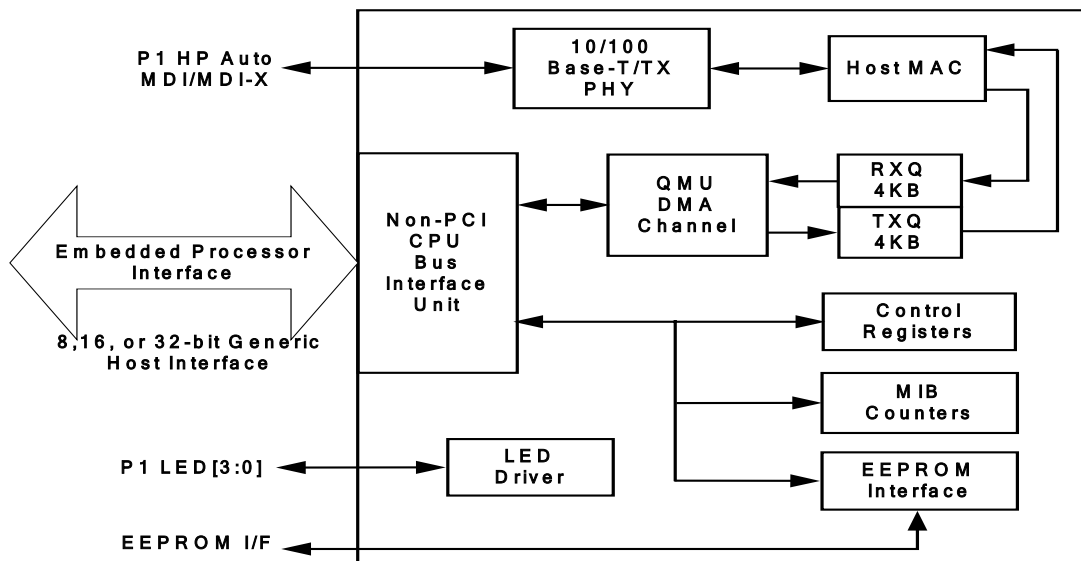 P1 HP Auto
MDI/MDI-X
10/100
Base-T/TX
PHY
Host MAC
Non-PCI
CPU
Bus
Interface
Unit
QMU
DMA
Channel
RXQ
4KB
TXQ
4KB
Embedded Processor
Interface
8,16, or 32-bit Generic
Host Interface
Control
Registers
MIB
Counters
P1 LED[3:0]
LED
Driver
EEPROM
Interface
EEPROM I/F